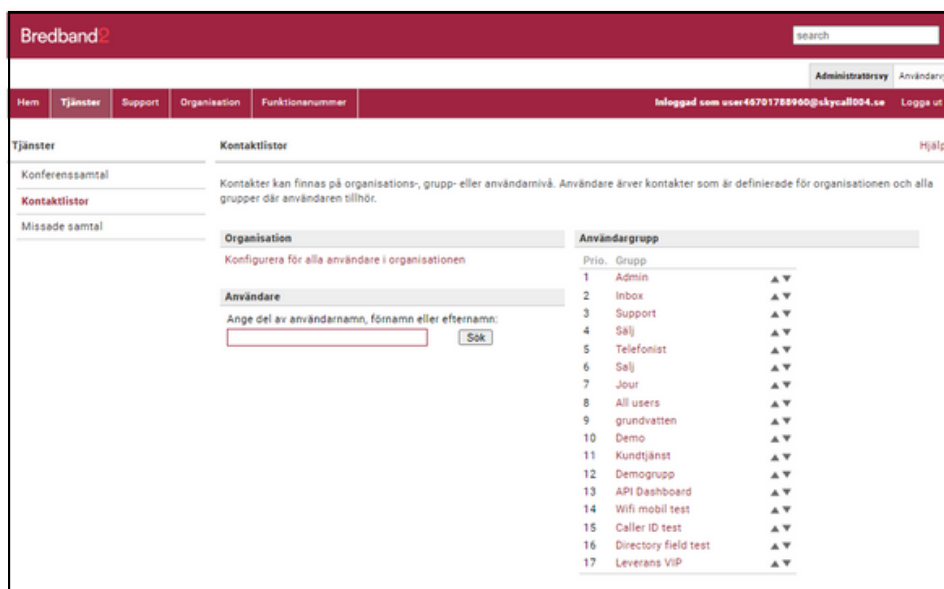 Bredband2
search
Administratörsvy Användarv
Hem Tjänster Support Organisation Funktionsnummer Inloggad som user46701788960@skycall004.se Logga ut
Tjänster
Konferenssamtal
Kontaktlistor
Missade samtal
Kontaktlistor Hjälp
Kontakter kan finnas på organisations-, grupp- eller användarnivå. Användare ärver kontakter som är definierade för organisationen och alla
grupper där användaren tillhör.
Organisation
Konfigurera för alla användare i organisationen
Användare
Ange del av användarnamn, förnamn eller efternamn:
Sök
Användargrupp
Prio. Grupp
1 Admin
2 Inbox
3 Support
4 Sälj
5 Telefonist
6 Salj
7 Jour
8 All users
9 grundvatten
10 Demo
11 Kundtjänst
12 Demogrupp
13 API Dashboard
14 Wifi mobil test
15 Caller ID test
16 Directory field test
17 Leverans VIP